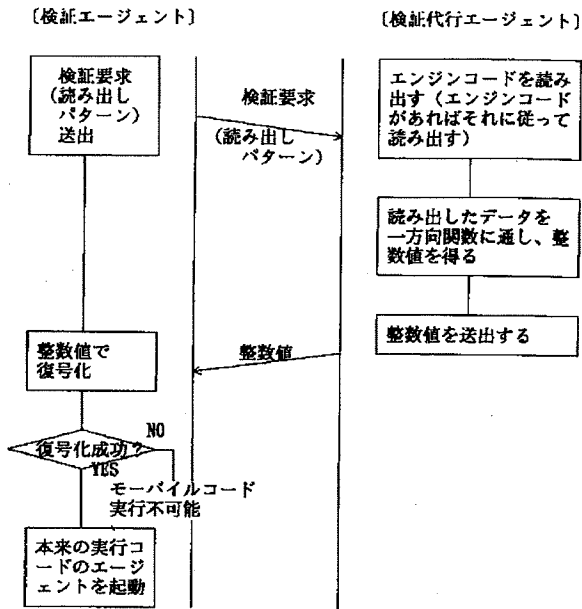 〔検証エージェント〕
〔検証代行エージェント〕
検証要求
(読み出し
パターン)
送出
検証要求
(読み出し
パターン)
エンジンコードを読み
出す(エンジンコード
があればそれに従って
読み出す)
読み出したデータを
一方向関数に通し、整
数値を得る
整数値を送出する
整数値
整数値で
復号化
復号化成功?
NO
YES
モーバイルコード
実行不可能
本来の実行コ
ードのエージ
ェントを起動